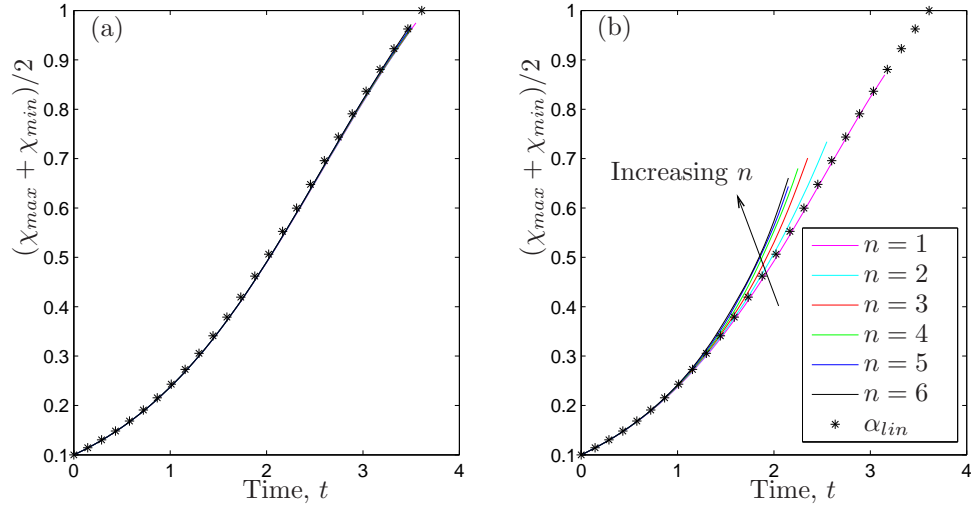 (a)
(χmax + χmin)/2
1
0.9
0.8
0.7
0.6
0.5
0.4
0.3
0.2
0.1
0 1 2 3 4
Time, t
(b)
(χmax + χmin)/2
1
0.9
0.8
0.7
0.6
0.5
0.4
0.3
0.2
0.1
0 1 2 3 4
Time, t
Increasing n
n = 1
n = 2
n = 3
n = 4
n = 5
n = 6
αlin